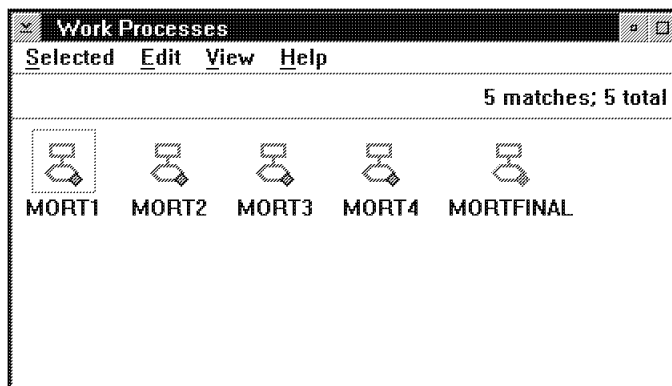 Work Processes
Selected Edit View Help
5 matches; 5 total
MORT1 MORT2 MORT3 MORT4 MORTFINAL